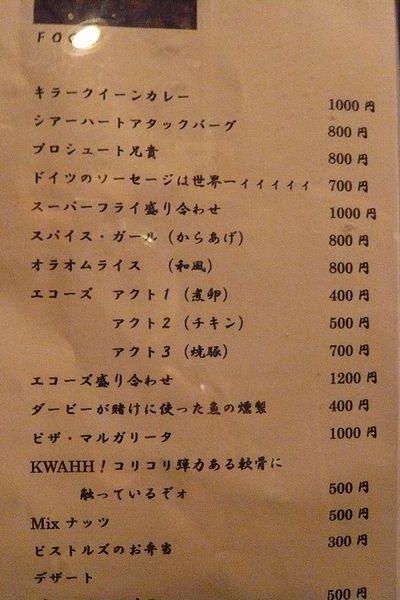 FOOD
キラークイーンカレー 1000円
シアーハートアタックバーグ 800円
プロシュート兄貴 800円
ドイツのソーセージは世界一ィィィィィ 700円
スーパーフライ盛り合わせ 1000円
スパイス・ガール(からあげ) 800円
オラオムライス (和風) 800円
エコーズ アクト1(煮卵) 400円
アクト2(チキン) 500円
アクト3(焼豚) 700円
エコーズ盛り合わせ 1200円
ダービーが賭けに使った魚の燻製 400円
ピザ・マルガリータ 1000円
KWAHH!コリコリ弾力ある軟骨に
触っているぞォ 500円
Mixナッツ 500円
ピストルズのお弁当 300円
デザート
500円